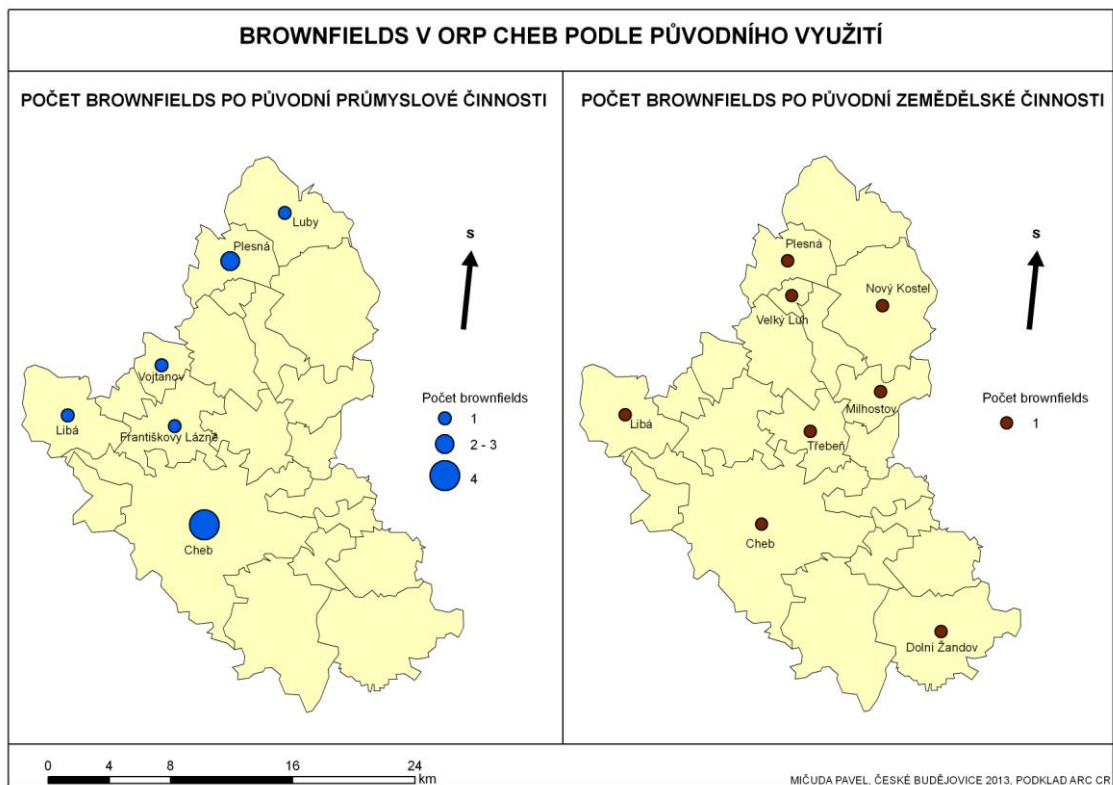 BROWNFIELDS V ORP CHEB PODLE PŮVODNÍHO VYUŽITÍ
POČET BROWNFIELDS PO PŮVODNÍ PRŮMYSLOVÉ ČINNOSTI
Luby
Plesná
S
Vojtanov
Libá
Františkovy Lázně
Cheb
Počet brownfields
1
2 - 3
4
POČET BROWNFIELDS PO PŮVODNÍ ZEMĚDĚLSKÉ ČINNOSTI
Plesná
S
Velký Luh
Nový Kostel
Milhostov
Libá
Třebeň
Cheb
Dolní Žandov
Počet brownfields
1
0 4 8 16 24
km
MIČUDA PAVEL, ČESKÉ BUDĚJOVICE 2013, PODKLAD ARC CR